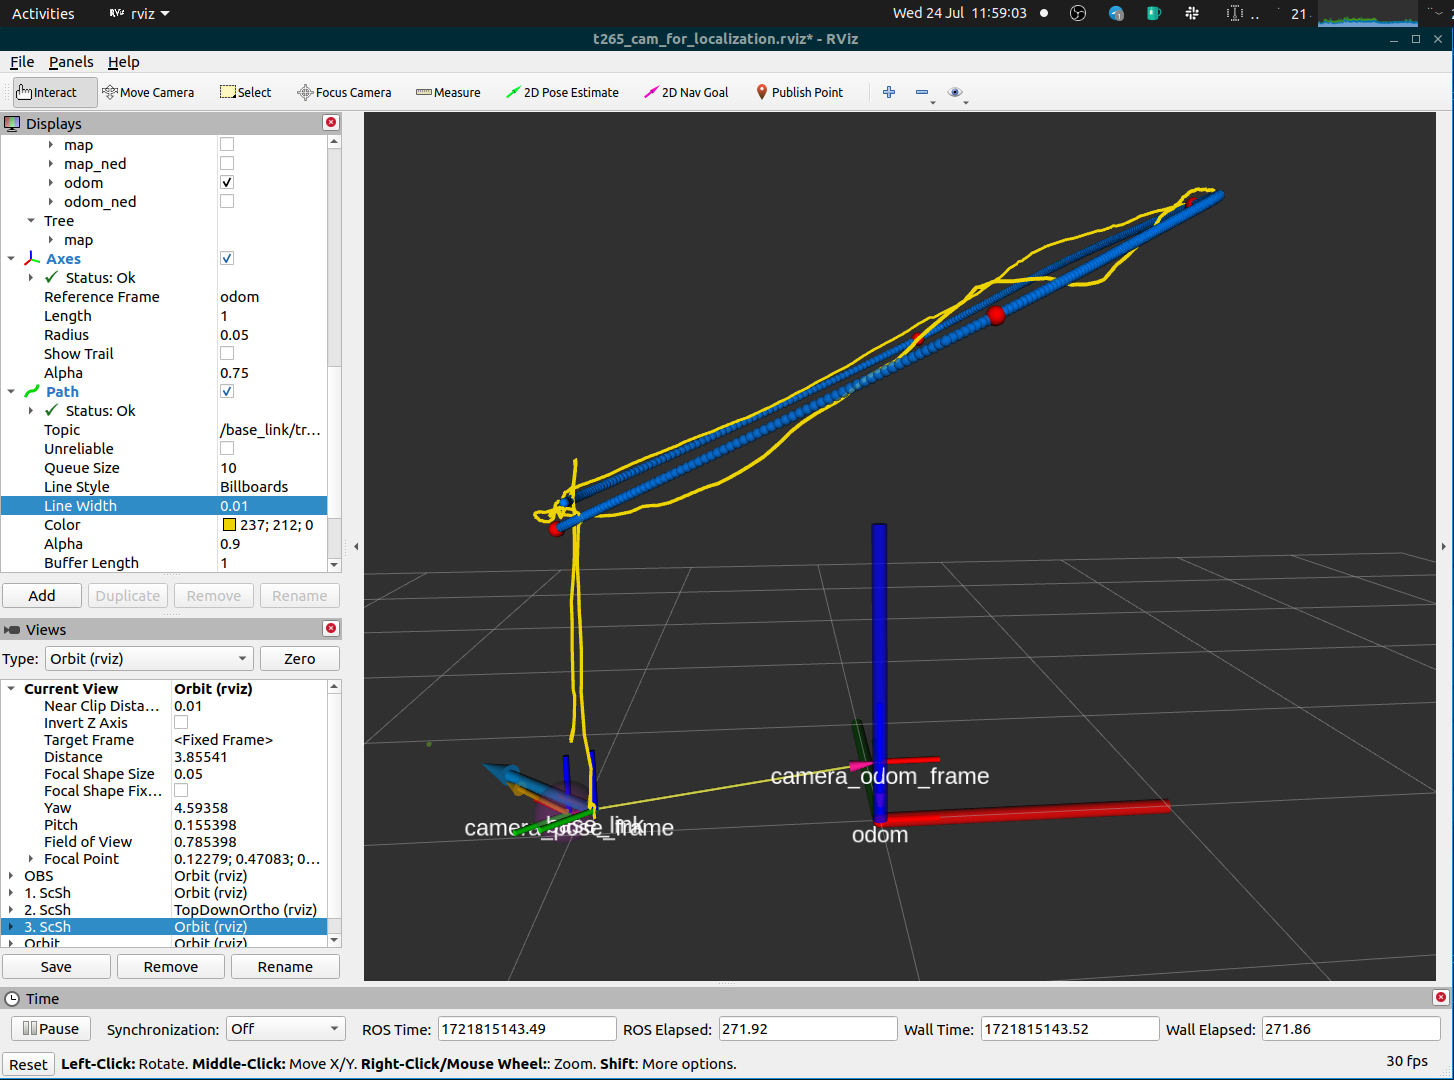 Activities
rviz
Wed 24 Jul 11:59:03
21
t265_cam_for_localization.rviz* - RViz
File Panels Help
Interact
Move Camera
Select
Focus Camera
Measure
2D Pose Estimate
2D Nav Goal
Publish Point
Displays
map
map_ned
odom
odom_ned
Tree
map
Axes
Status: Ok
Reference Frame odom
Length 1
Radius 0.05
Show Trail
Alpha 0.75
Path
Status: Ok
Topic /base_link/tr...
Unreliable
Queue Size 10
Line Style Billboards
Line Width 0.01
Color 237; 212; 0
Alpha 0.9
Buffer Length 1
Add Duplicate Remove Rename
Views
Type: Orbit (rviz) Zero
Current View Orbit (rviz)
Near Clip Dista... 0.01
Invert Z Axis
Target Frame <Fixed Frame>
Distance 3.85541
Focal Shape Size 0.05
Focal Shape Fix...
Yaw 4.59358
Pitch 0.155398
Field of View 0.785398
Focal Point 0.12279; 0.47083; 0...
OBS Orbit (rviz)
1. ScSh Orbit (rviz)
2. ScSh TopDownOrtho (rviz)
3. ScSh Orbit (rviz)
Orbit Orbit (rviz)
Save Remove Rename
camera_odom_frame
odom
camera_pose_frame
base_link
Time
Pause
Synchronization: Off
ROS Time: 1721815143.49
ROS Elapsed: 271.92
Wall Time: 1721815143.52
Wall Elapsed: 271.86
Reset
Left-Click: Rotate. Middle-Click: Move X/Y. Right-Click/Mouse Wheel:: Zoom. Shift: More options.
30 fps